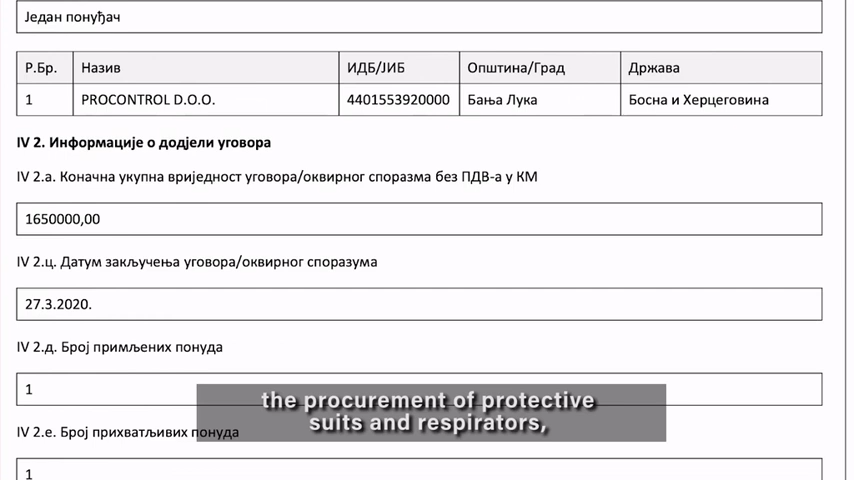 Један понуђач
Р.Бр. Назив ИДБ/ЈИБ Општина/Град Држава
1 PROCONTROL D.O.O. 4401553920000 Бања Лука Босна и Херцеговина
IV 2. Информације о додјели уговора
IV 2.а. Коначна укупна вриједност уговора/оквирног споразма без ПДВ-а у КМ
1650000,00
IV 2.ц. Датум закључења уговора/оквирног споразума
27.3.2020.
IV 2.д. Број примљених понуда
1
the procurement of protective
suits and respirators,
IV 2.е. Број прихватљивих понуда
1